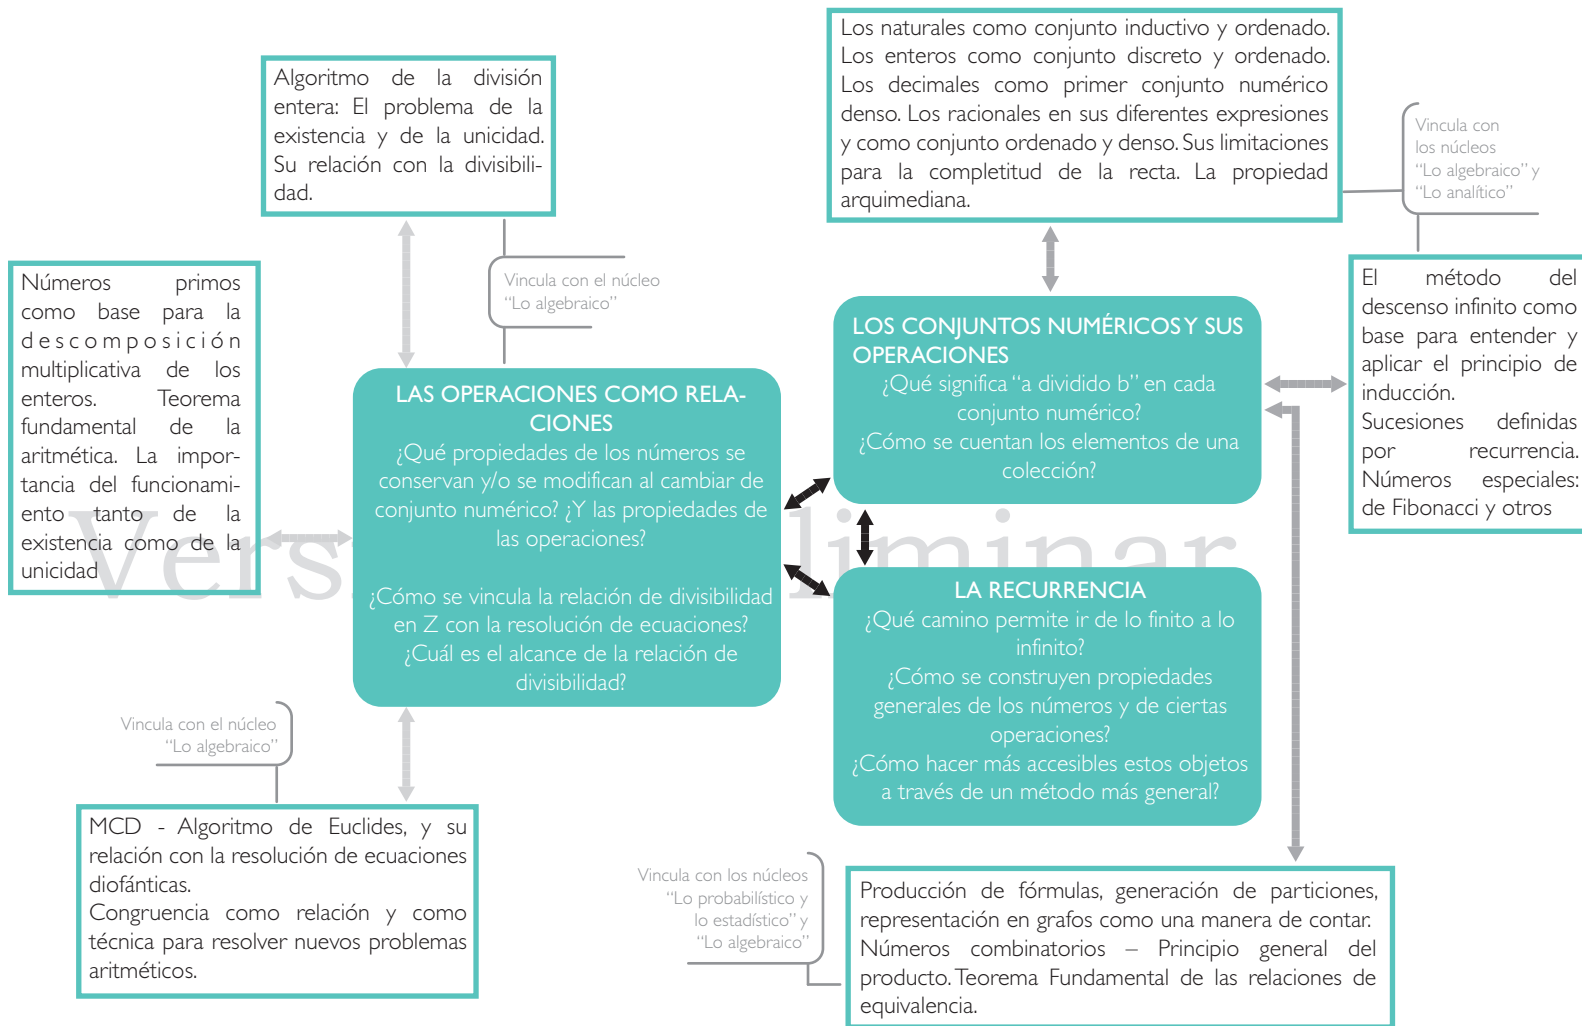 Los naturales como conjunto inductivo y ordenado.
Los enteros como conjunto discreto y ordenado.
Los decimales como primer conjunto numérico
denso. Los racionales en sus diferentes expresiones
y como conjunto ordenado y denso. Sus limitaciones
para la completitud de la recta. La propiedad
arquimediana.
Algoritmo de la división
entera: El problema de la
existencia y de la unicidad.
Su relación con la divisibili-
dad.
Vincula con
los núcleos
“Lo algebraico” y
“Lo analítico”
Números primos
como base para la
descomposición
multiplicativa de los
enteros. Teorema
fundamental de la
aritmética. La impor-
tancia del funcionami-
ento tanto de la
existencia como de la
unicidad
Vincula con el núcleo
“Lo algebraico”
El método del
descenso infinito como
base para entender y
aplicar el principio de
inducción.
Sucesiones definidas
por recurrencia.
Números especiales:
de Fibonacci y otros
LOS CONJUNTOS NUMÉRICOS Y SUS
OPERACIONES
¿Qué significa “a dividido b” en cada
conjunto numérico?
¿Cómo se cuentan los elementos de una
colección?
LAS OPERACIONES COMO RELA-
CIONES
¿Qué propiedades de los números se
conservan y/o se modifican al cambiar de
conjunto numérico? ¿Y las propiedades de
las operaciones?
¿Cómo se vincula la relación de divisibilidad
en Z con la resolución de ecuaciones?
¿Cuál es el alcance de la relación de
divisibilidad?
Vers liminar
LA RECURRENCIA
¿Qué camino permite ir de lo finito a lo
infinito?
¿Cómo se construyen propiedades
generales de los números y de ciertas
operaciones?
¿Cómo hacer más accesibles estos objetos
a través de un método más general?
Vincula con el núcleo
“Lo algebraico”
MCD - Algoritmo de Euclides, y su
relación con la resolución de ecuaciones
diofánticas.
Congruencia como relación y como
técnica para resolver nuevos problemas
aritméticos.
Vincula con los núcleos
“Lo probabilístico y
lo estadístico” y
“Lo algebraico”
Producción de fórmulas, generación de particiones,
representación en grafos como una manera de contar.
Números combinatorios – Principio general del
producto. Teorema Fundamental de las relaciones de
equivalencia.